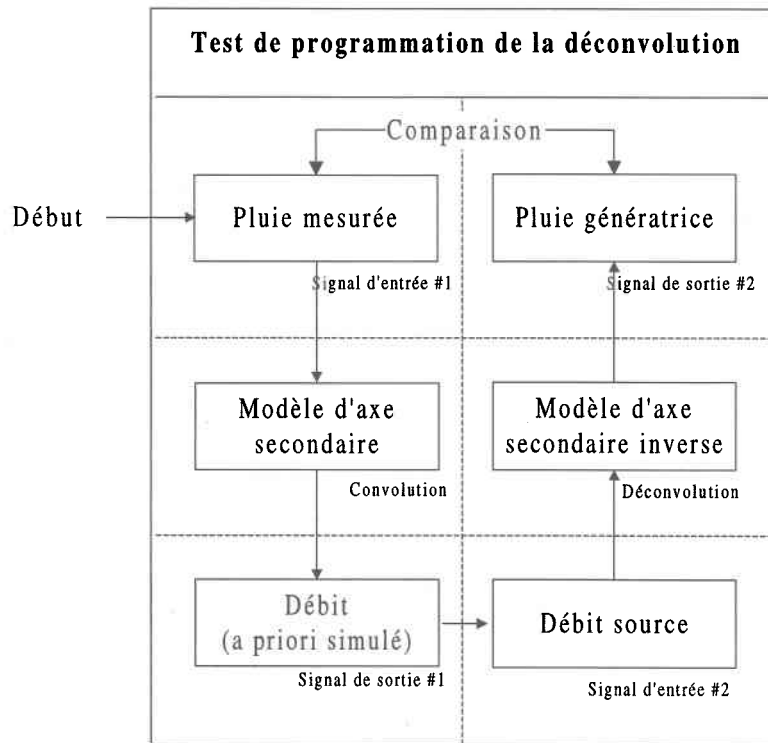 Test de programmation de la déconvolution
Comparaison
Début
Pluie mesurée
Pluie génératrice
Signal d'entrée #1
Signal de sortie #2
Modèle d'axe
secondaire
Modèle d'axe
secondaire inverse
Convolution
Déconvolution
Débit
(a priori simulé)
Débit source
Signal de sortie #1
Signal d'entrée #2